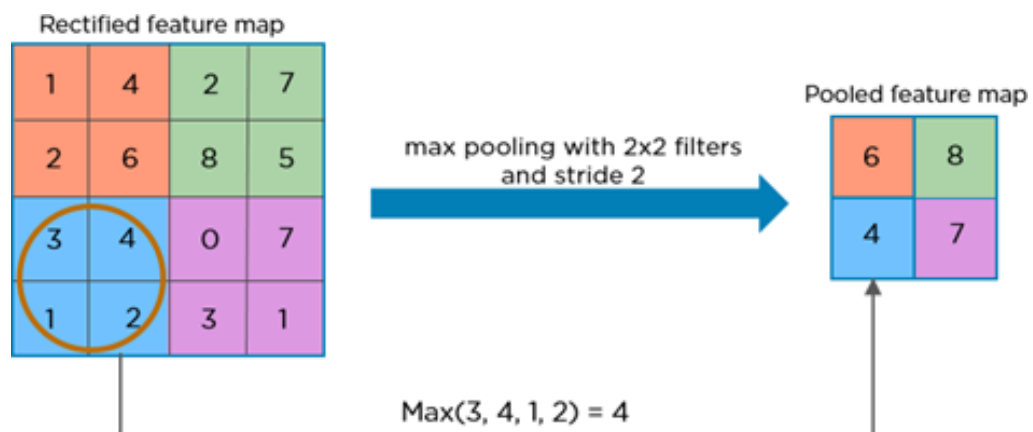 Rectified feature map
1 4 2 7
2 6 8 5
3 4 0 7
1 2 3 1
max pooling with 2x2 filters
and stride 2
Pooled feature map
6 8
4 7
Max(3, 4, 1, 2) = 4